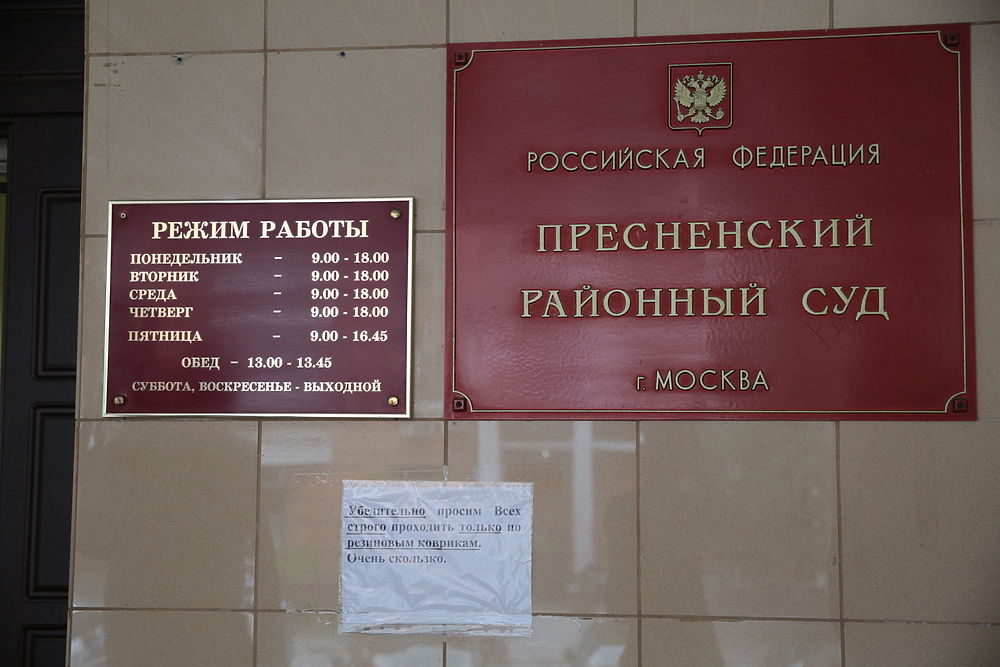 РЕЖИМ РАБОТЫ
ПОНЕДЕЛЬНИК - 9.00 - 18.00
ВТОРНИК - 9.00 - 18.00
СРЕДА - 9.00 - 18.00
ЧЕТВЕРГ - 9.00 - 18.00
ПЯТНИЦА - 9.00 - 16.45
ОБЕД - 13.00 - 13.45
СУББОТА, ВОСКРЕСЕНЬЕ - ВЫХОДНОЙ
РОССИЙСКАЯ ФЕДЕРАЦИЯ
ПРЕСНЕНСКИЙ
РАЙОННЫЙ СУД
г. МОСКВА
Убедительно просим Всех
строго проходить только по
резиновым коврикам.
Очень скользко.